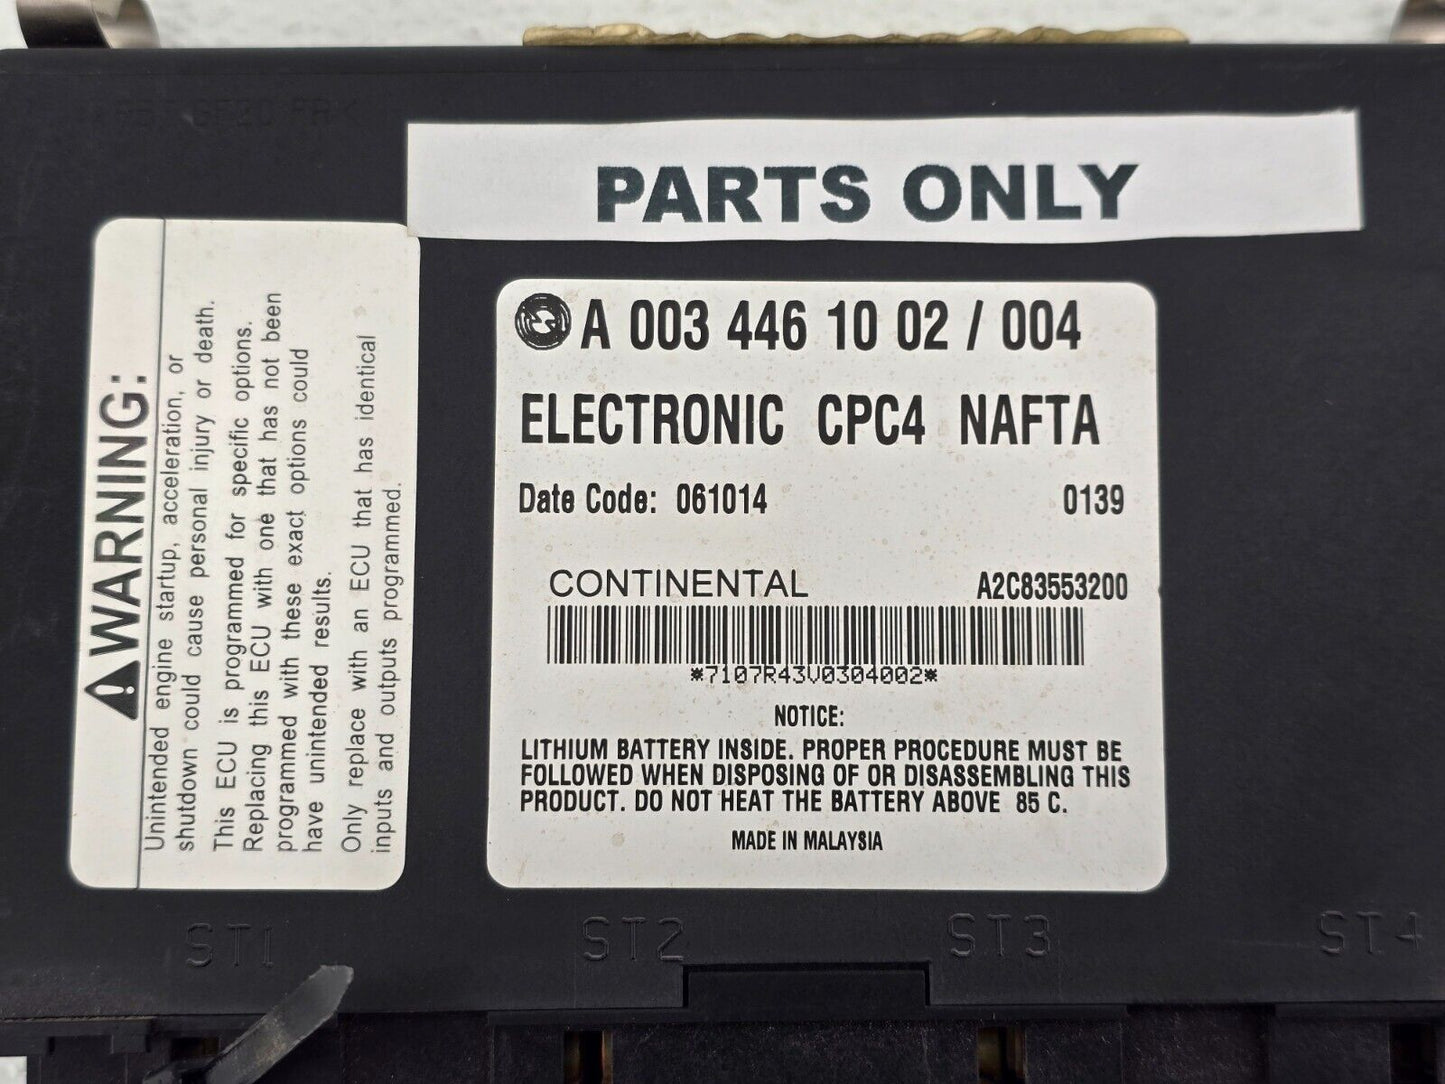 PARTS ONLY
WARNING:
Unintended engine startup, acceleration, or
shutdown could cause personal injury or death.
This ECU is programmed for specific options.
Replacing this ECU with one that has not been
programmed with these exact options could
have unintended results.
Only replace with an ECU that has identical
inputs and outputs programmed.
A 003 446 10 02 / 004
ELECTRONIC CPC4 NAFTA
Date Code: 061014 0139
CONTINENTAL A2C83553200
*7107R43V0304002*
NOTICE:
LITHIUM BATTERY INSIDE. PROPER PROCEDURE MUST BE
FOLLOWED WHEN DISPOSING OF OR DISASSEMBLING THIS
PRODUCT. DO NOT HEAT THE BATTERY ABOVE 85 C.
MADE IN MALAYSIA
ST1 ST2 ST3 ST4